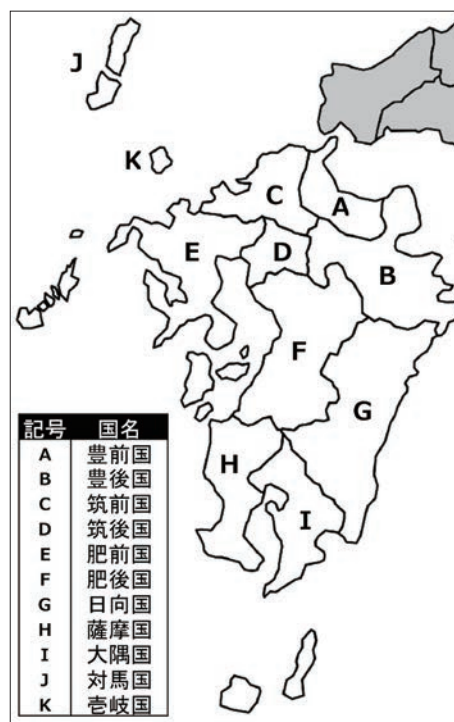 J
K
C
A
E
D
B
F
G
H
I
記号 国名
A 豊前国
B 豊後国
C 筑前国
D 筑後国
E 肥前国
F 肥後国
G 日向国
H 薩摩国
I 大隅国
J 対馬国
K 壱岐国